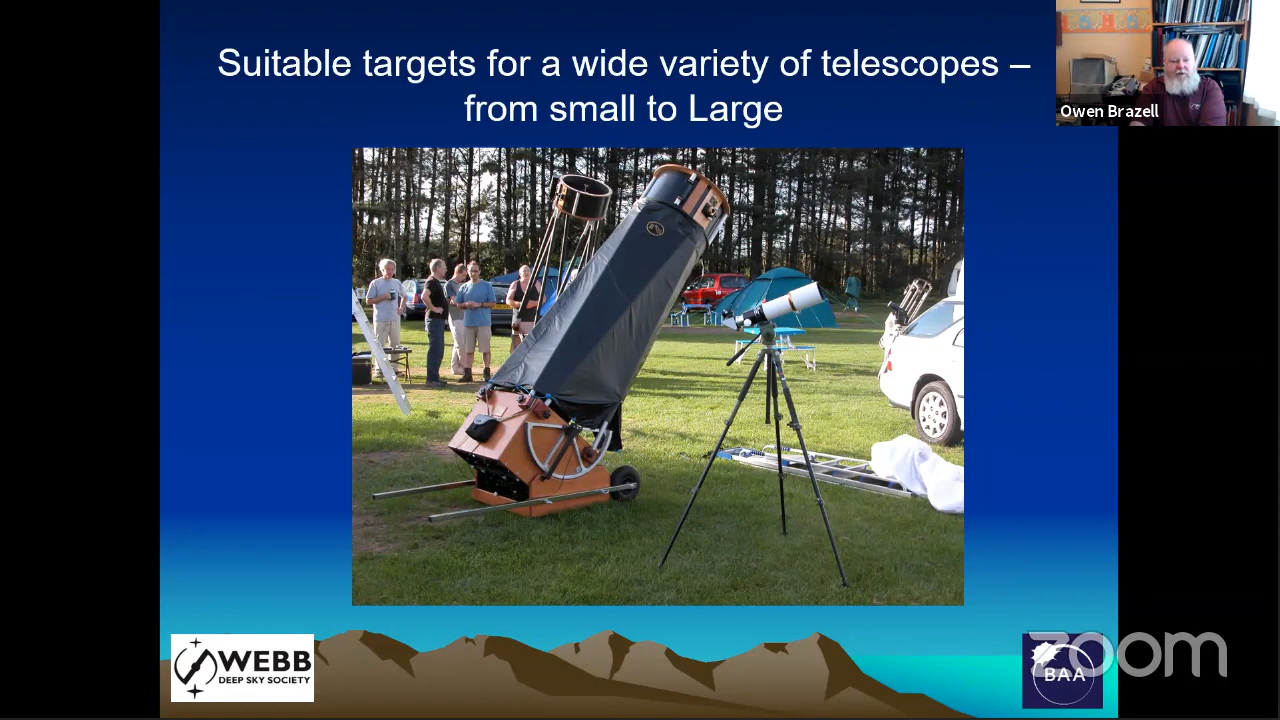 Suitable targets for a wide variety of telescopes –
from small to Large
Owen Brazell
WEBB
DEEP SKY SOCIETY
BAA
zoom